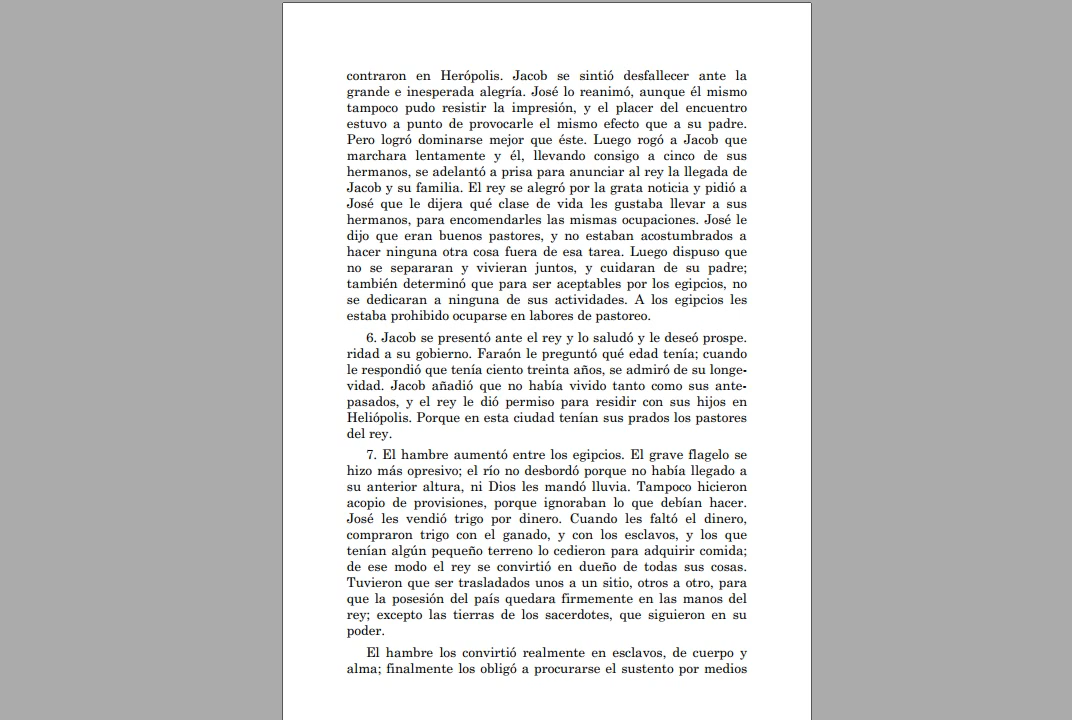 contraron en Herópolis. Jacob se sintió desfallecer ante la
grande e inesperada alegría. José lo reanimó, aunque él mismo
tampoco pudo resistir la impresión, y el placer del encuentro
estuvo a punto de provocarle el mismo efecto que a su padre.
Pero logró dominarse mejor que éste. Luego rogó a Jacob que
marchara lentamente y él, llevando consigo a cinco de sus
hermanos, se adelantó a prisa para anunciar al rey la llegada de
Jacob y su familia. El rey se alegró por la grata noticia y pidió a
José que le dijera qué clase de vida les gustaba llevar a sus
hermanos, para encomendarles las mismas ocupaciones. José le
dijo que eran buenos pastores, y no estaban acostumbrados a
hacer ninguna otra cosa fuera de esa tarea. Luego dispuso que
no se separaran y vivieran juntos, y cuidaran de su padre;
también determinó que para ser aceptables por los egipcios, no
se dedicaran a ninguna de sus actividades. A los egipcios les
estaba prohibido ocuparse en labores de pastoreo.
6. Jacob se presentó ante el rey y lo saludó y le deseó prospe.
ridad a su gobierno. Faraón le preguntó qué edad tenía; cuando
le respondió que tenía ciento treinta años, se admiró de su longe-
vidad. Jacob añadió que no había vivido tanto como sus ante-
pasados, y el rey le dió permiso para residir con sus hijos en
Heliópolis. Porque en esta ciudad tenían sus prados los pastores
del rey.
7. El hambre aumentó entre los egipcios. El grave flagelo se
hizo más opresivo; el río no desbordó porque no había llegado a
su anterior altura, ni Dios les mandó lluvia. Tampoco hicieron
acopio de provisiones, porque ignoraban lo que debían hacer.
José les vendió trigo por dinero. Cuando les faltó el dinero,
compraron trigo con el ganado, y con los esclavos, y los que
tenían algún pequeño terreno lo cedieron para adquirir comida;
de ese modo el rey se convirtió en dueño de todas sus cosas.
Tuvieron que ser trasladados unos a un sitio, otros a otro, para
que la posesión del país quedara firmemente en las manos del
rey; excepto las tierras de los sacerdotes, que siguieron en su
poder.
El hambre los convirtió realmente en esclavos, de cuerpo y
alma; finalmente los obligó a procurarse el sustento por medios